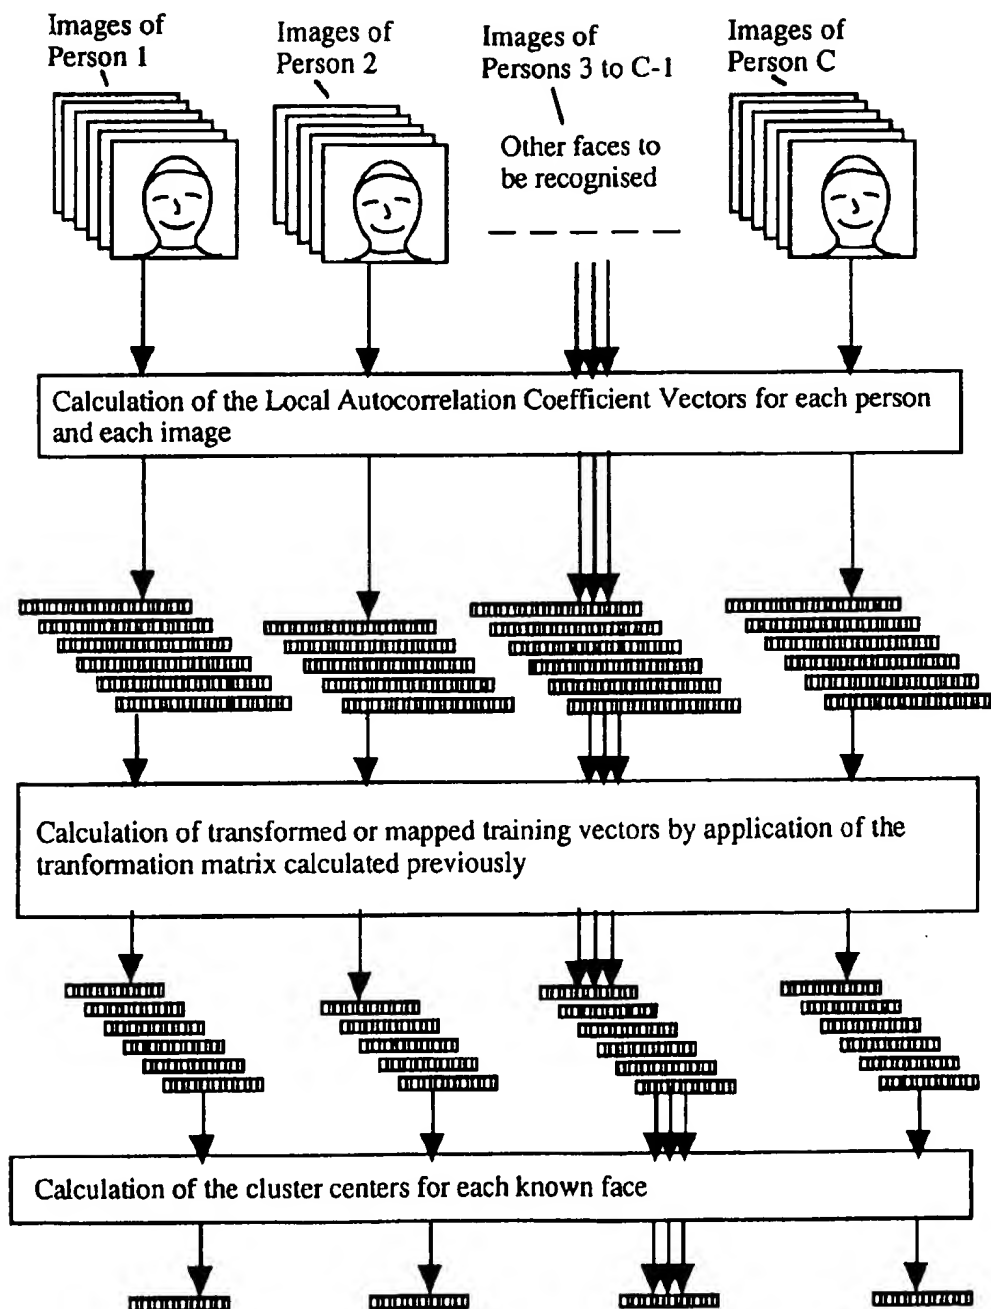 Images of
Person 1
Images of
Person 2
Images of
Persons 3 to C-1
Other faces to
be recognised
Images of
Person C
Calculation of the Local Autocorrelation Coefficient Vectors for each person
and each image
Calculation of transformed or mapped training vectors by application of the
tranformation matrix calculated previously
Calculation of the cluster centers for each known face